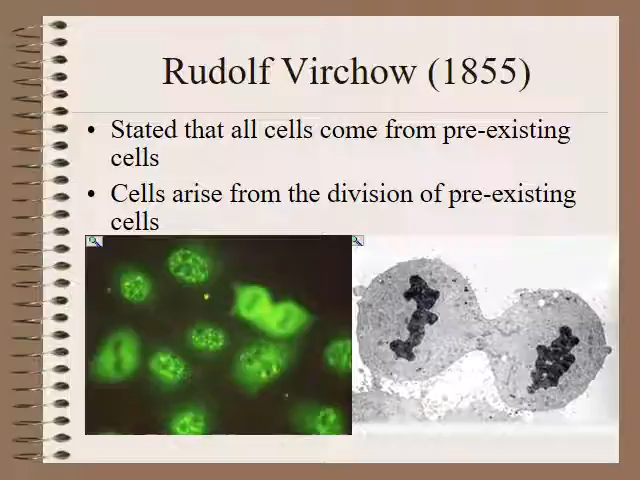 Rudolf Virchow (1855)
• Stated that all cells come from pre-existing
cells
• Cells arise from the division of pre-existing
cells